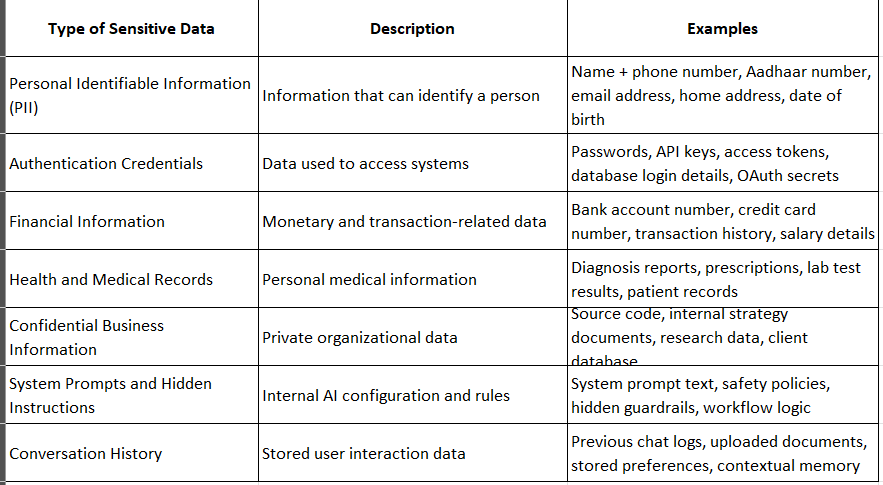 Type of Sensitive Data
Description
Examples
Personal Identifiable Information
(PII)
Information that can identify a person
Name + phone number, Aadhaar number,
email address, home address, date of
birth
Authentication Credentials
Data used to access systems
Passwords, API keys, access tokens,
database login details, OAuth secrets
Financial Information
Monetary and transaction-related data
Bank account number, credit card
number, transaction history, salary details
Health and Medical Records
Personal medical information
Diagnosis reports, prescriptions, lab test
results, patient records
Confidential Business
Information
Private organizational data
Source code, internal strategy
documents, research data, client
database
System Prompts and Hidden
Instructions
Internal AI configuration and rules
System prompt text, safety policies,
hidden guardrails, workflow logic
Conversation History
Stored user interaction data
Previous chat logs, uploaded documents,
stored preferences, contextual memory